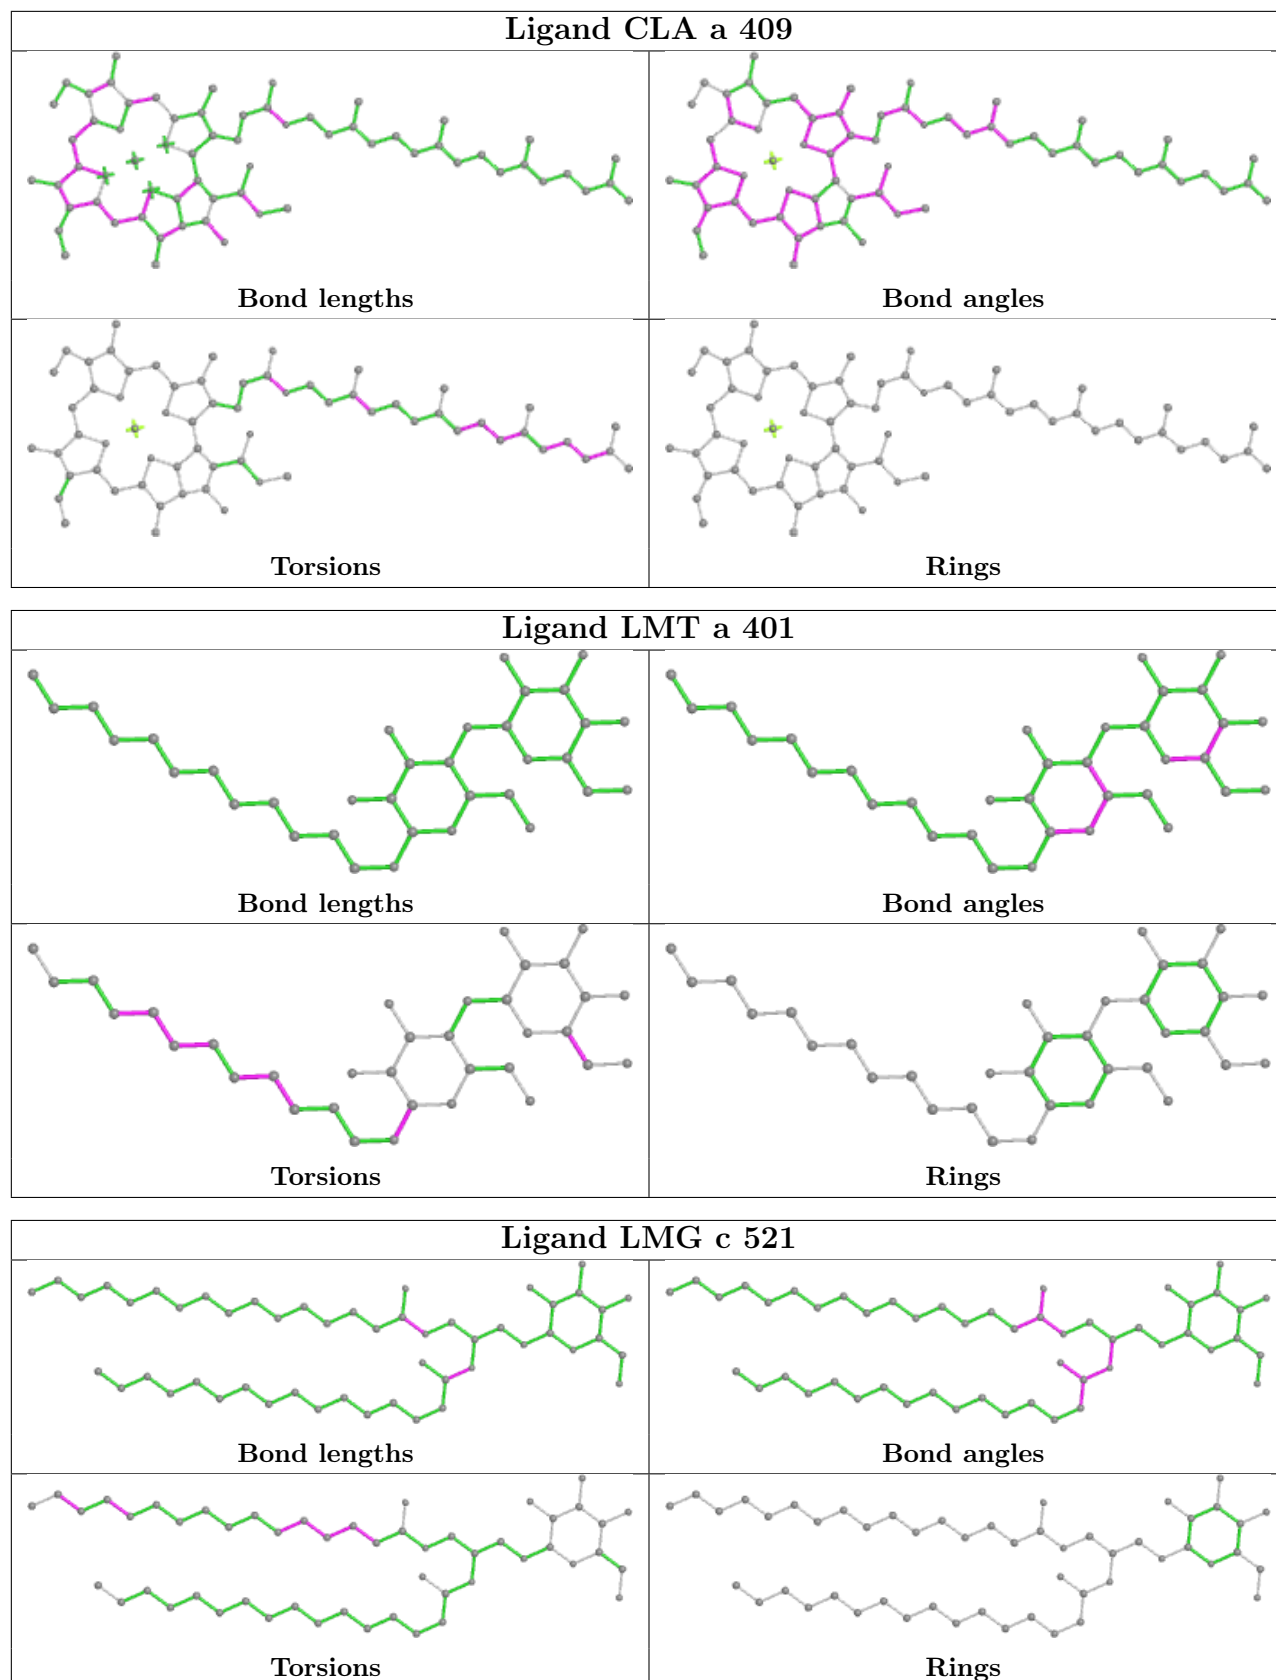 Ligand CLA a 409
Bond lengths
Bond angles
Torsions
Rings
Ligand LMT a 401
Bond lengths
Bond angles
Torsions
Rings
Ligand LMG c 521
Bond lengths
Bond angles
Torsions
Rings